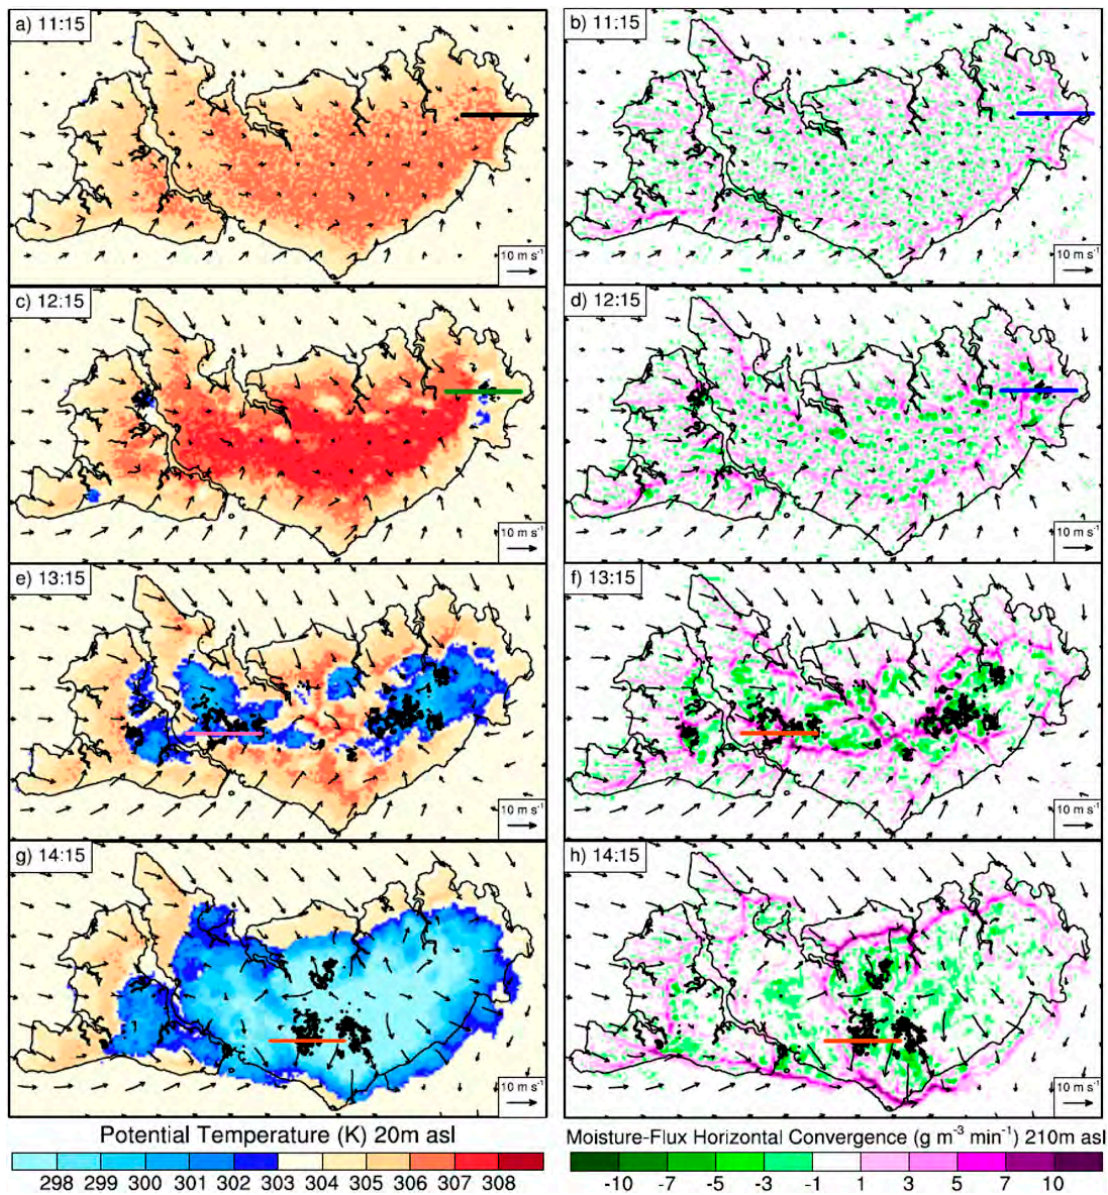 a) 11:15
b) 11:15
10 m s-1
10 m s-1
c) 12:15
d) 12:15
10 m s-1
10 m s-1
e) 13:15
f) 13:15
10 m s-1
10 m s-1
g) 14:15
h) 14:15
10 m s-1
10 m s-1
Potential Temperature (K) 20m asl
298 299 300 301 302 303 304 305 306 307 308
Moisture-Flux Horizontal Convergence (g m-3 min-1) 210m asl
-10 -7 -5 -3 -1 1 3 5 7 10